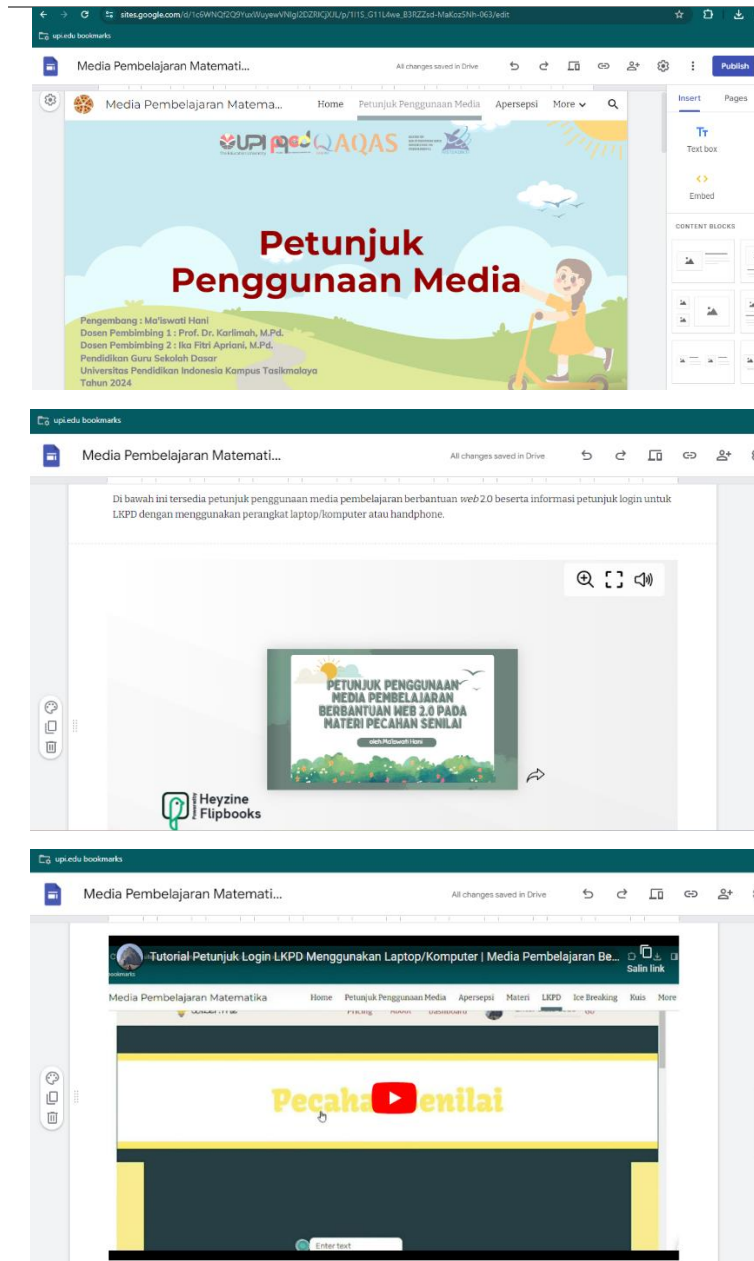 sites.google.com/d/1c6WNQf2Q9YuxWuyewVNlgi2DZRICjXJL/p/1I1S_G11L4we_B3RZZsd-MaKoz5Nh-063/edit
upi.edu bookmarks
Media Pembelajaran Matemati...
All changes saved in Drive
Publish
Media Pembelajaran Matema...
Home Petunjuk Penggunaan Media Apersepsi More
Insert Pages
UPI
AQAS
Text box
Embed
CONTENT BLOCKS
Petunjuk
Penggunaan Media
Pengembang : Ma'iswati Hani
Dosen Pembimbing 1 : Prof. Dr. Karlimah, M.Pd.
Dosen Pembimbing 2 : Ika Fitri Apriani, M.Pd.
Pendidikan Guru Sekolah Dasar
Universitas Pendidikan Indonesia Kampus Tasikmalaya
Tahun 2024
upi.edu bookmarks
Media Pembelajaran Matemati...
All changes saved in Drive
Di bawah ini tersedia petunjuk penggunaan media pembelajaran berbantuan web 2.0 beserta informasi petunjuk login untuk
LKPD dengan menggunakan perangkat laptop/komputer atau handphone.
PETUNJUK PENGGUNAAN
MEDIA PEMBELAJARAN
BERBANTUAN WEB 2.0 PADA
MATERI PECAHAN SENILAI
oleh:Ma'iswati Hani
Powered by
Heyzine
Flipbooks
upi.edu bookmarks
Media Pembelajaran Matemati...
All changes saved in Drive
Tutorial Petunjuk Login LKPD Menggunakan Laptop/Komputer | Media Pembelajaran Be...
Salin link
Media Pembelajaran Matematika
Home Petunjuk Penggunaan Media Apersepsi Materi LKPD Ice Breaking Kuis More
Enter text